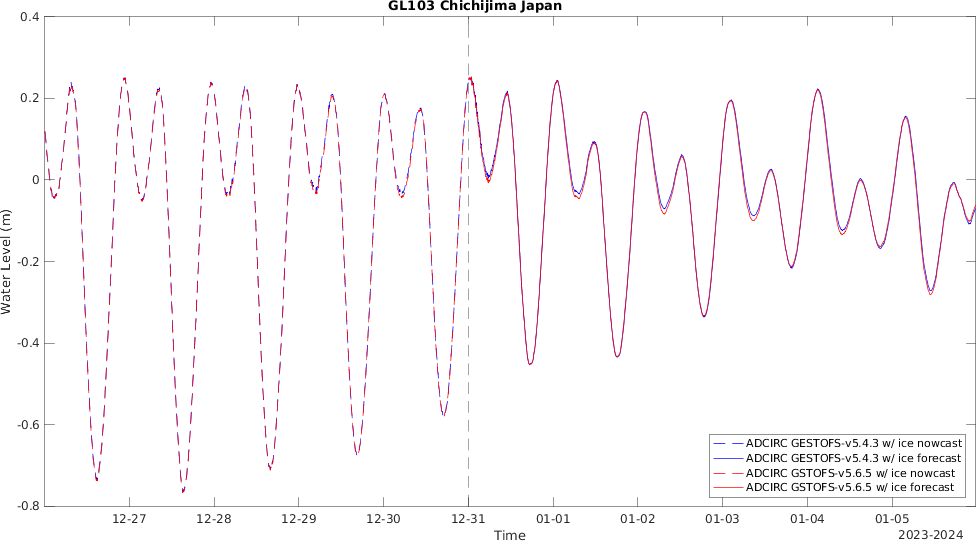 GL103 Chichijima Japan
0.4
0.2
0
-0.2
-0.4
-0.6
-0.8
Water Level (m)
ADCIRC GESTOFS-v5.4.3 w/ ice nowcast
ADCIRC GESTOFS-v5.4.3 w/ ice forecast
ADCIRC GSTOFS-v5.6.5 w/ ice nowcast
ADCIRC GSTOFS-v5.6.5 w/ ice forecast
12-27 12-28 12-29 12-30 12-31 01-01 01-02 01-03 01-04 01-05
Time
2023-2024